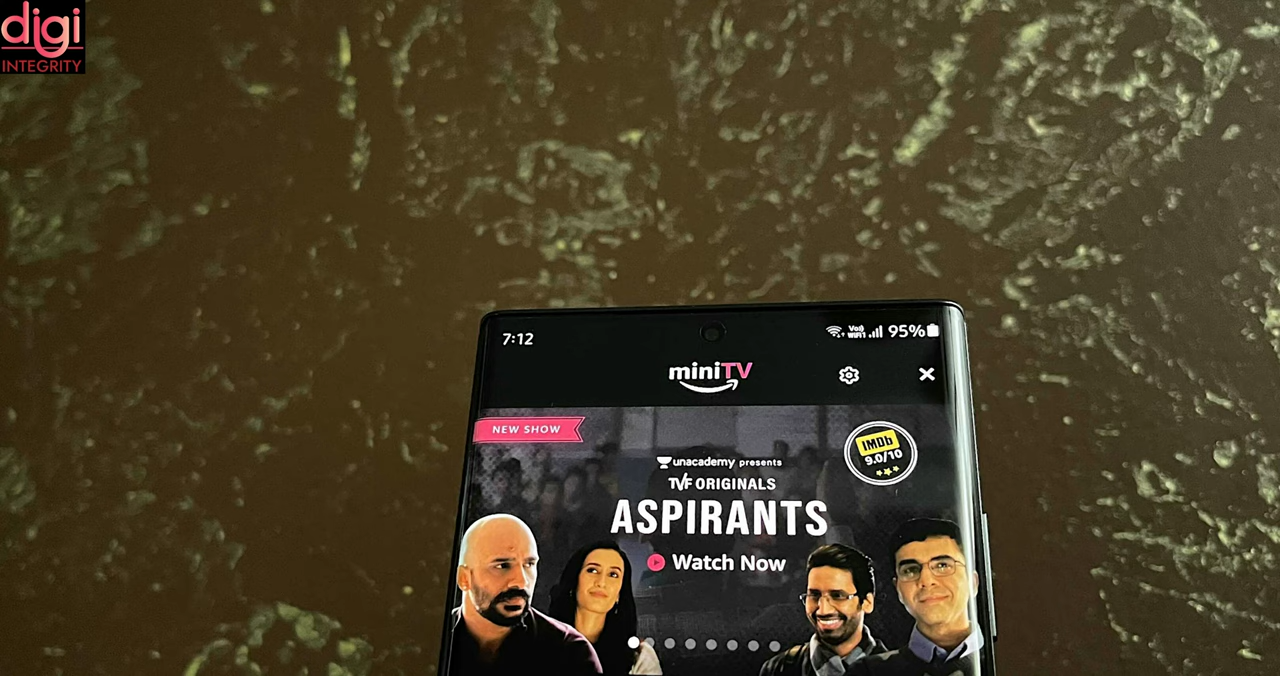 digi
INTEGRITY
7:12
95%
miniTV
NEW SHOW
IMDb
9.0/10
unacademy presents
TVF ORIGINALS
ASPIRANTS
Watch Now